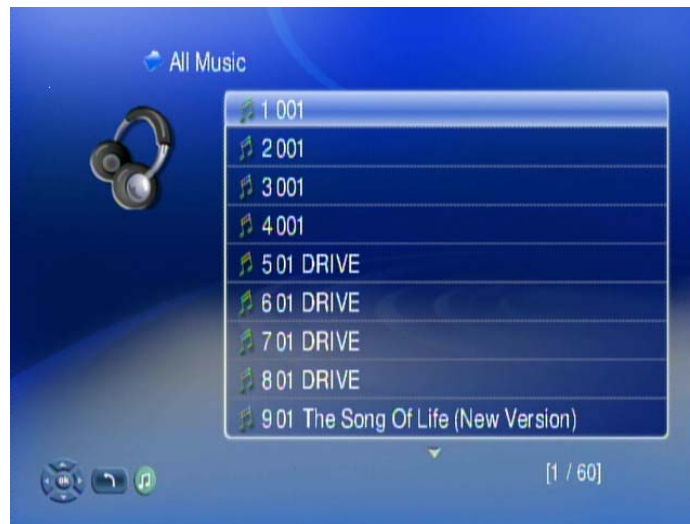 All Music
1 001
2 001
3 001
4 001
5 01 DRIVE
6 01 DRIVE
7 01 DRIVE
8 01 DRIVE
9 01 The Song Of Life (New Version)
[1 / 60]
ok